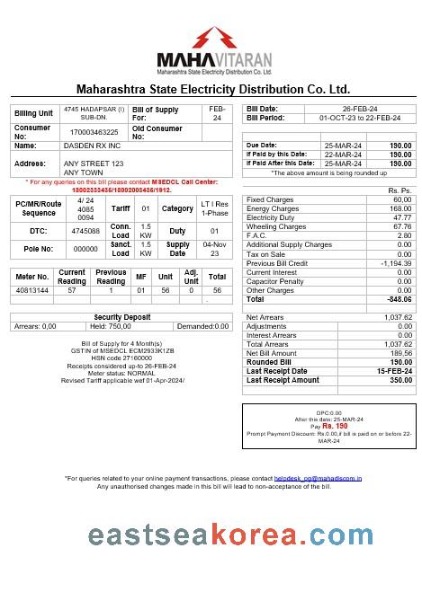 MAHAVITARAN
Maharashtra State Electricity Distribution Co. Ltd.
Maharashtra State Electricity Distribution Co. Ltd.
Billing Unit 4745 HADAPSAR (I) SUB-DN. Bill of Supply For: FEB-24
Consumer No: 170003463225 Old Consumer No:
Name: DASDEN RX INC
Address: ANY STREET 123
ANY TOWN
* For any queries on this bill please contact MSEDCL Call Center:
18002333435/18002003435/1912.
PC/MR/Route Sequence 4/ 24 4085 0094 Tariff 01 Category LT I Res 1-Phase
DTC: 4745088 Conn. Load 1.5 KW Duty 01
Pole No: 000000 Sanct. Load 1.5 KW Supply Date 04-Nov 23
Meter No. Current Reading Previous Reading MF Unit Adj. Unit Total
40813144 57 1 01 56 0 56
.
Security Deposit
Arrears: 0,00 Held: 750,00 Demanded:0.00
Bill of Supply for 4 Month(s)
GSTIN of MSEDCL ECM2933K1ZB
HSN code 27160000
Receipts considered up to 26-FEB-24
Meter status: NORMAL
Revised Tariff applicable wef 01-Apr-2024/
Bill Date: 26-FEB-24
Bill Period: 01-OCT-23 to 22-FEB-24
Due Date: 25-MAR-24 190.00
If Paid by this Date: 22-MAR-24 190.00
If Paid After this Date: 25-MAR-24 190.00
*The above amount is being rounded up
Rs. Ps.
Fixed Charges 60,00
Energy Charges 168.00
Electricity Duty 47.77
Wheeling Charges 67.76
F.A.C. 2.80
Additional Supply Charges 0.00
Tax on Sale 0.00
Previous Bill Credit -1,194.39
Current Interest 0.00
Capacitor Penalty 0.00
Other Charges 0.00
Total -848.06
Net Arrears 1,037.62
Adjustments 0.00
Interest Arrears 0.00
Total Arrears 1,037.62
Net Bill Amount 189,56
Rounded Bill 190.00
Last Receipt Date 15-FEB-24
Last Receipt Amount 350.00
DPC:0.00
After this date: 25-MAR-24
Pay Rs. 190
Prompt Payment Discount: Rs.0.00,if bill is paid on or before 22-MAR-24
*For queries related to your online payment transactions, please contact helpdesk_pg@mahadiscom.in
Any unauthorised changes made in this bill will lead to non-acceptance of the bill.
eastseakorea.com